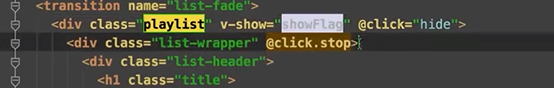 <transition name="list-fade">
<div class="playlist" v-show="showFlag" @click="hide">
<div class="list-wrapper" @click.stop>
<div class="list-header">
<h1 class="title">